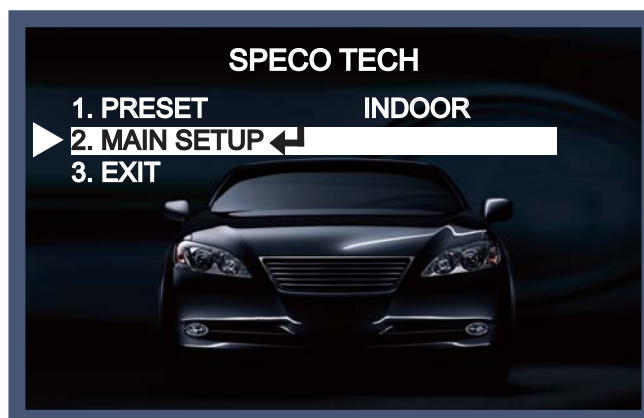 SPECO TECH
1. PRESET INDOOR
2. MAIN SETUP ↵
3. EXIT